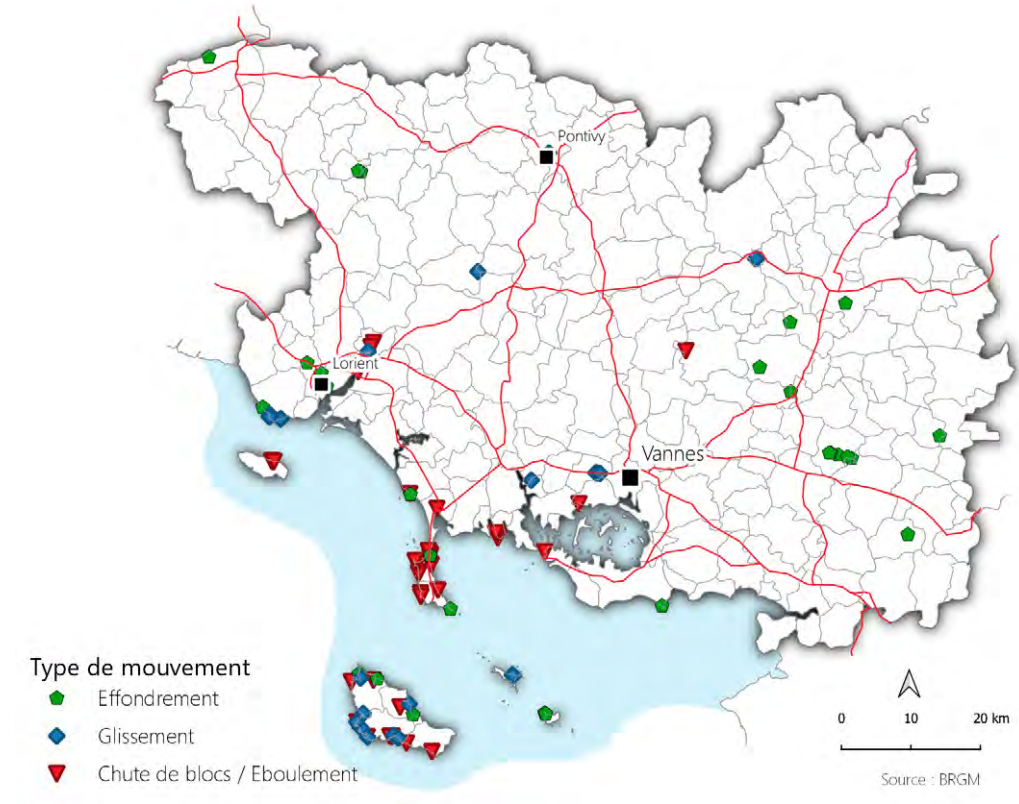 Pontivy
Lorient
Vannes
Type de mouvement
Effondrement
Glissement
Chute de blocs / Eboulement
0 10 20 km
Source : BRGM